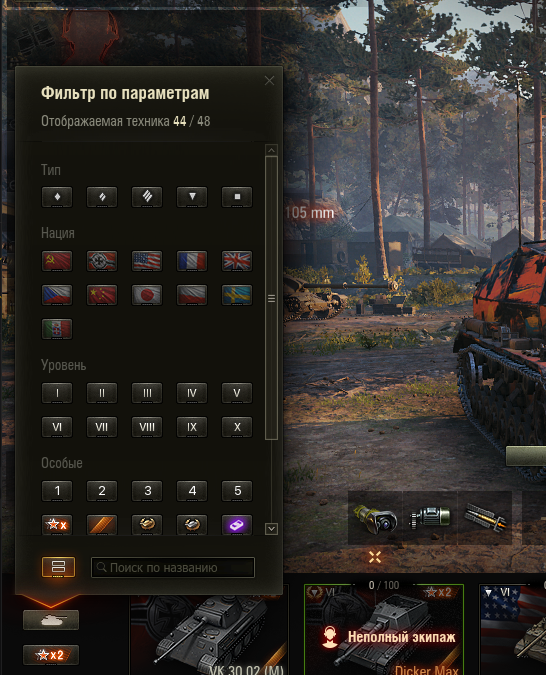 Фильтр по параметрам
Отображаемая техника 44 / 48
Тип
Нация
Уровень
I II III IV V
VI VII VIII IX X
Особые
1 2 3 4 5
x
Поиск по названию
x2
105 mm
VK 30.02 (M)
VI 0 / 100 x2
Неполный экипаж
Dicker Max
VI